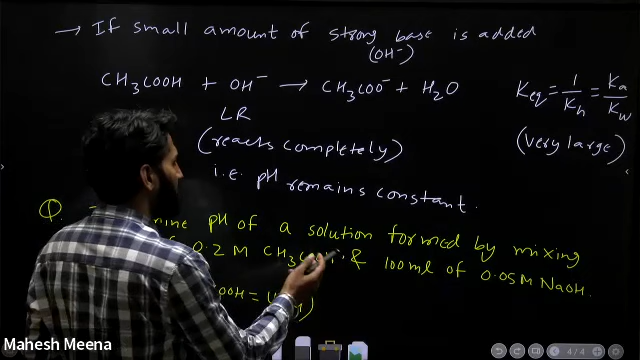 → If small amount of strong base is added
(OH⁻)
CH₃COOH + OH⁻ → CH₃COO⁻ + H₂O
Keq = 1/Kh = Ka/Kw
LR
(reacts completely)
(very large)
i.e pH remains constant.
Q. pH of a solution formed by mixing
0.2 M & 100ml of 0.05M NaOH.
Mahesh Meena
4 / 4